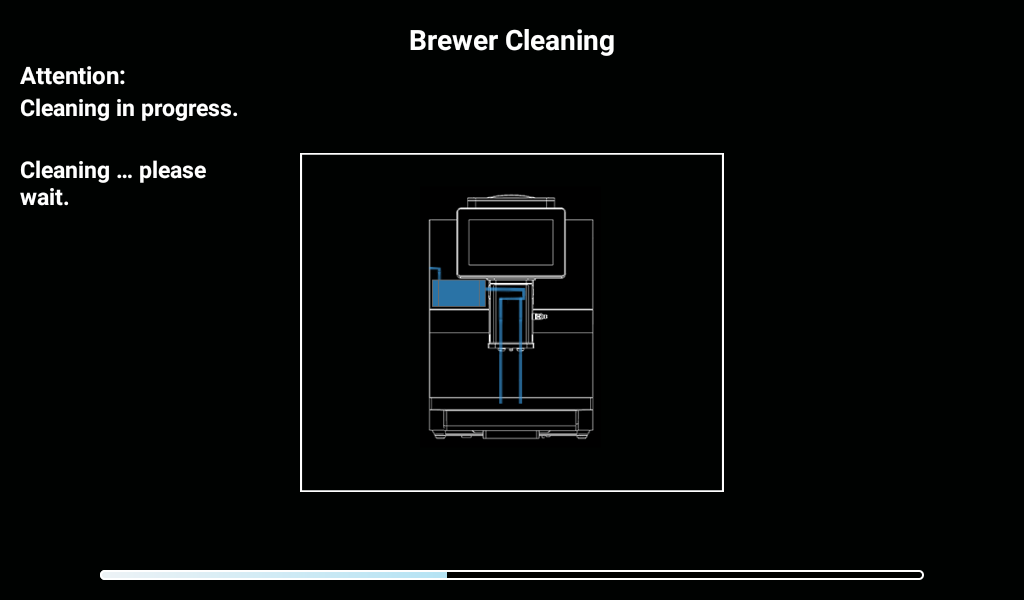 Brewer Cleaning
Attention:
Cleaning in progress.
Cleaning ... please
wait.